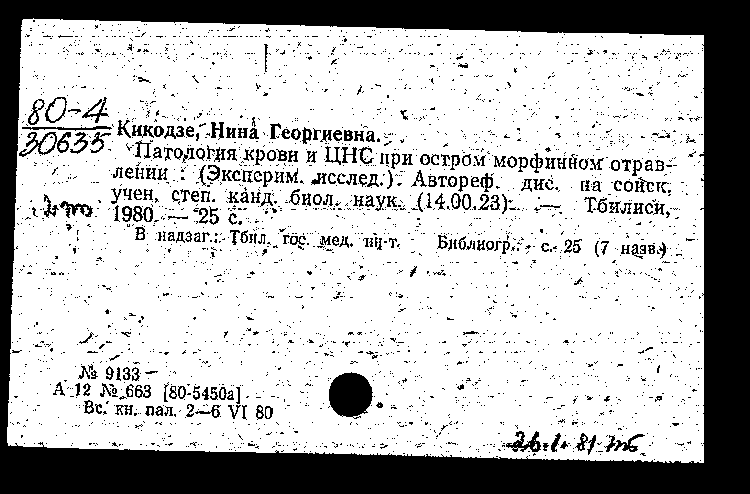 80-4
30635
Кикодзе, Нина Георгиевна.
Патология крови и ЦНС при остром морфинном отрав-
лении : (Эксперим. исслед.). Автореф. дис. на соиск.
учен. степ. канд. биол. наук. (14.00.23). — Тбилиси,
1980. — 25 с.
В надзаг.: Тбил. гос. мед. ин-т. Библиогр.: с. 25 (7 назв.)
№ 9133
А 12 № 663 [80-5450а]
Вс. кн. пал. 2—6 VI 80